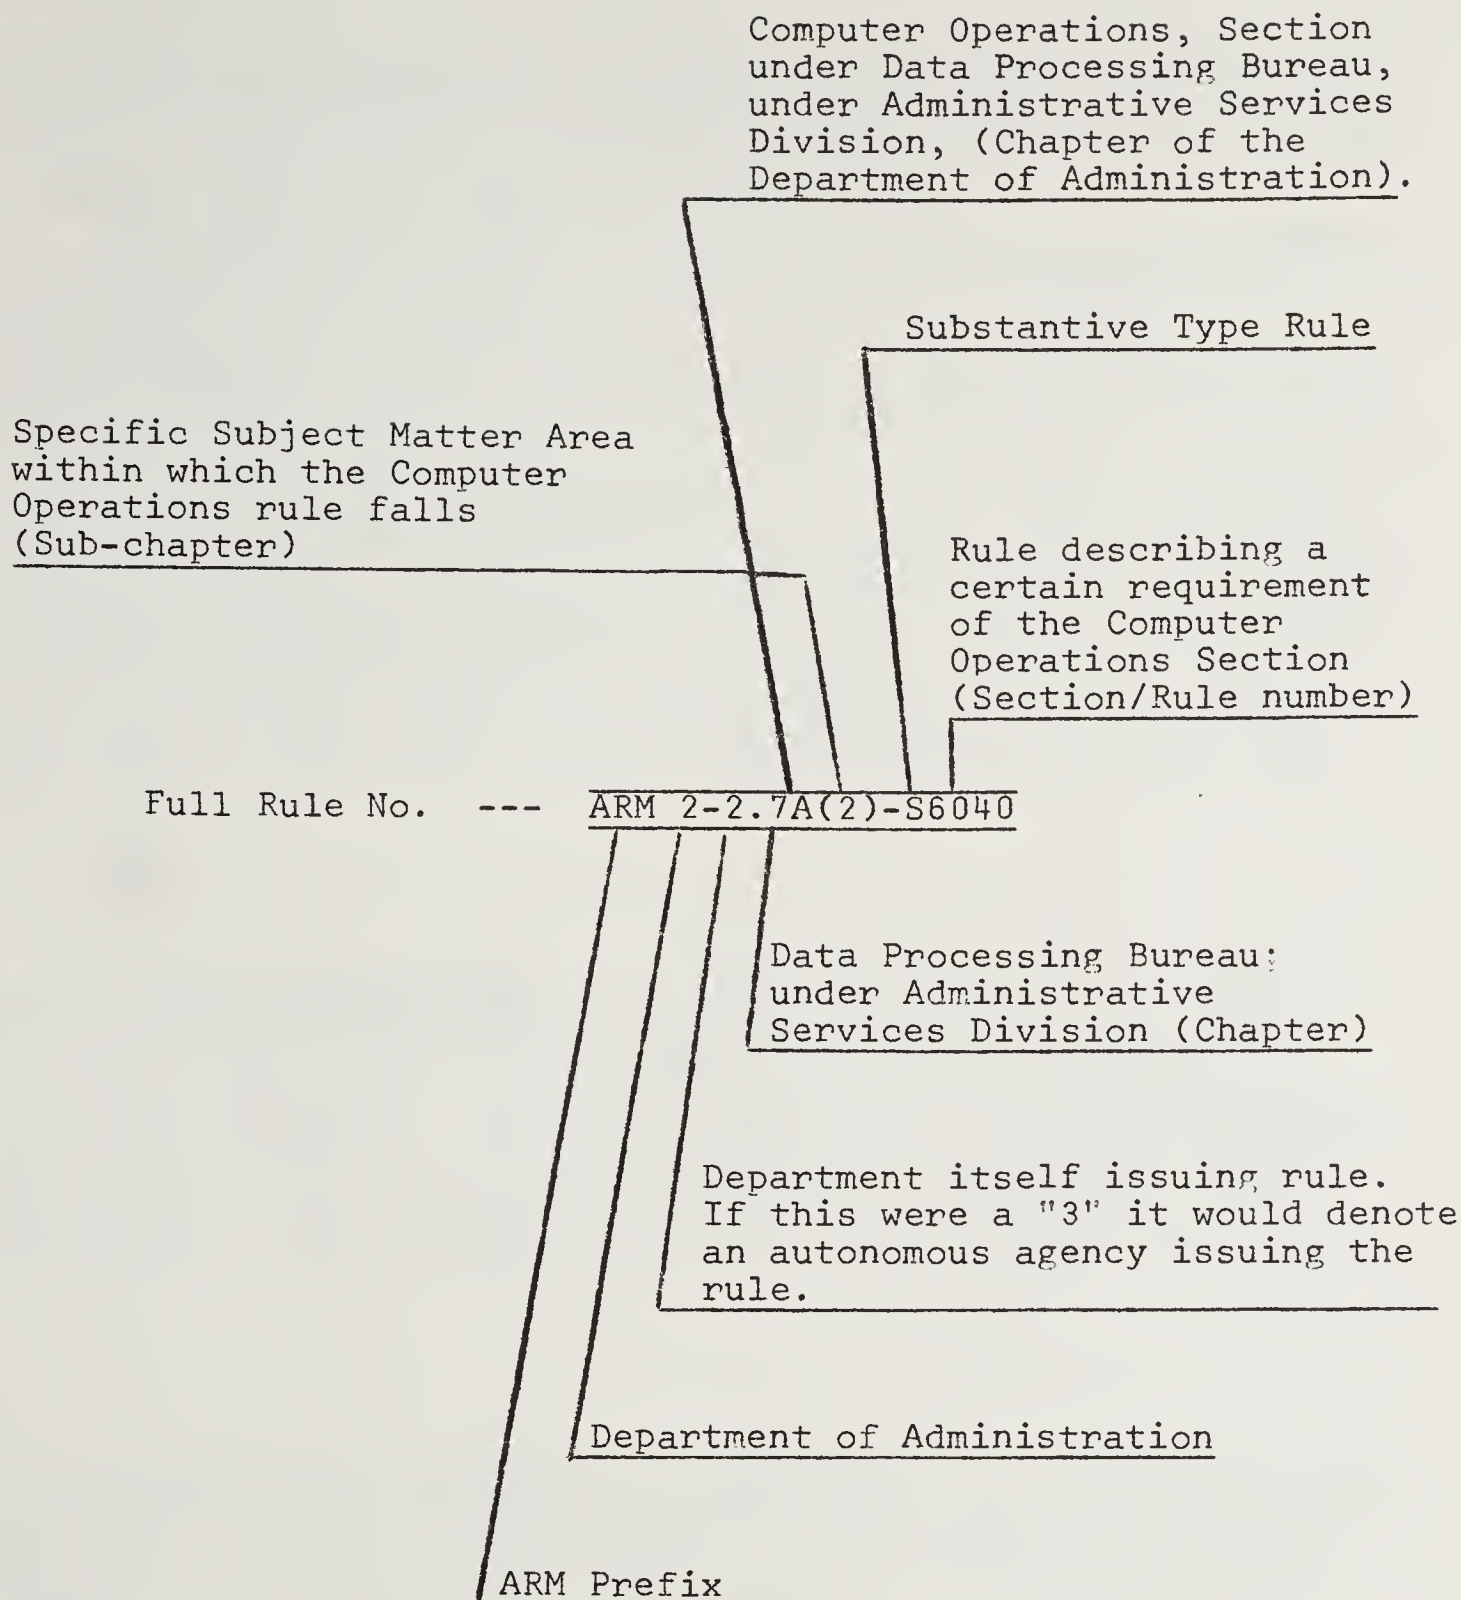 Computer Operations, Section
under Data Processing Bureau,
under Administrative Services
Division, (Chapter of the
Department of Administration).
Substantive Type Rule
Specific Subject Matter Area
within which the Computer
Operations rule falls
(Sub-chapter)
Rule describing a
certain requirement
of the Computer
Operations Section
(Section/Rule number)
Full Rule No. --- ARM 2-2.7A(2)-S6040
Data Processing Bureau;
under Administrative
Services Division (Chapter)
Department itself issuing rule.
If this were a "3" it would denote
an autonomous agency issuing the
rule.
Department of Administration
ARM Prefix